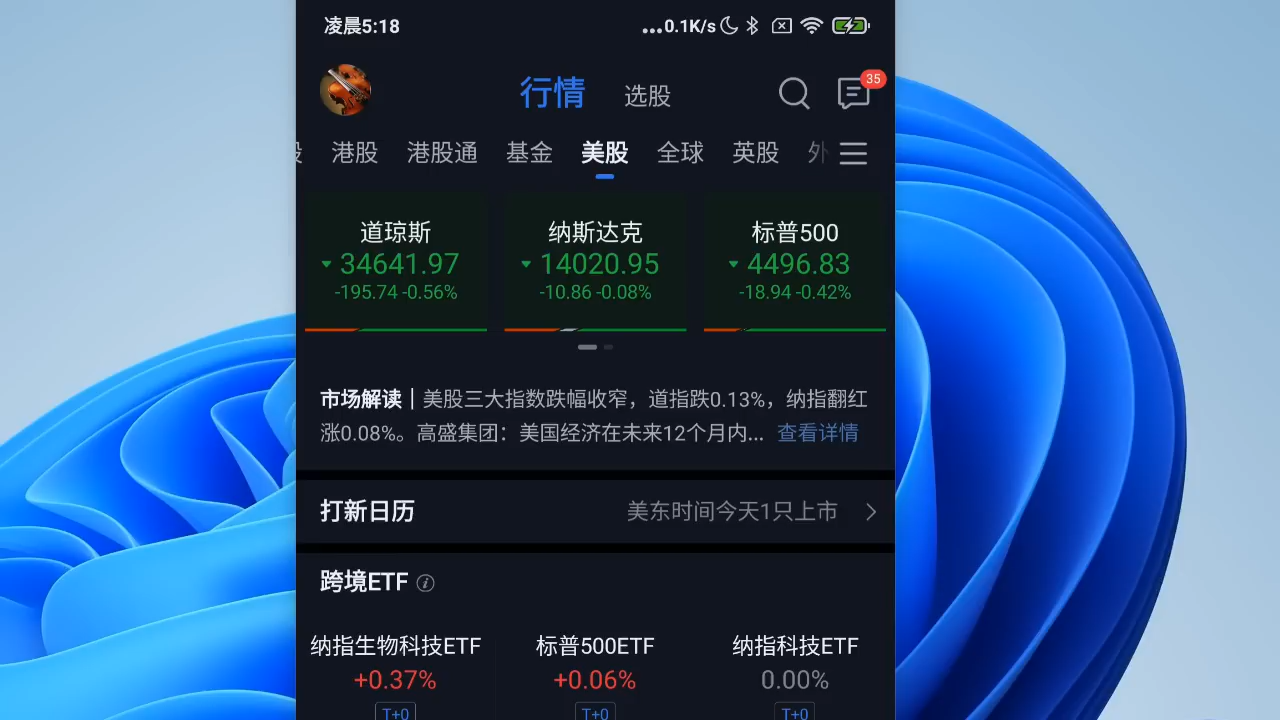 凌晨5:18
...0.1K/s
行情 选股
35
港股 港股通 基金 美股 全球 英股 外
道琼斯 纳斯达克 标普500
34641.97 14020.95 4496.83
-195.74 -0.56% -10.86 -0.08% -18.94 -0.42%
市场解读 | 美股三大指数跌幅收窄，道指跌0.13%，纳指翻红
涨0.08%。高盛集团：美国经济在未来12个月内... 查看详情
打新日历 美东时间今天1只上市
跨境ETF
纳指生物科技ETF 标普500ETF 纳指科技ETF
+0.37% +0.06% 0.00%
T+0 T+0 T+0